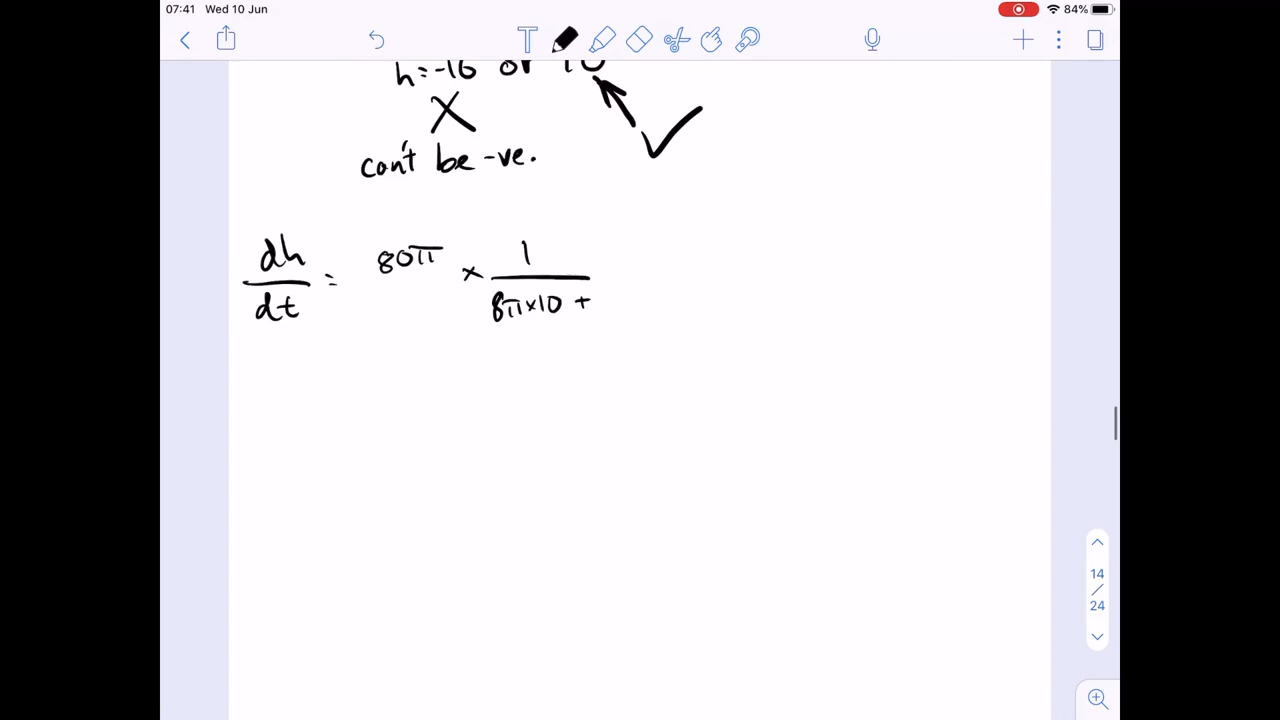 07:41 Wed 10 Jun 84%
T
h=-16 or 10
can't be -ve.
dh/dt = 80π × 1/(8π×10 +
14
/
24